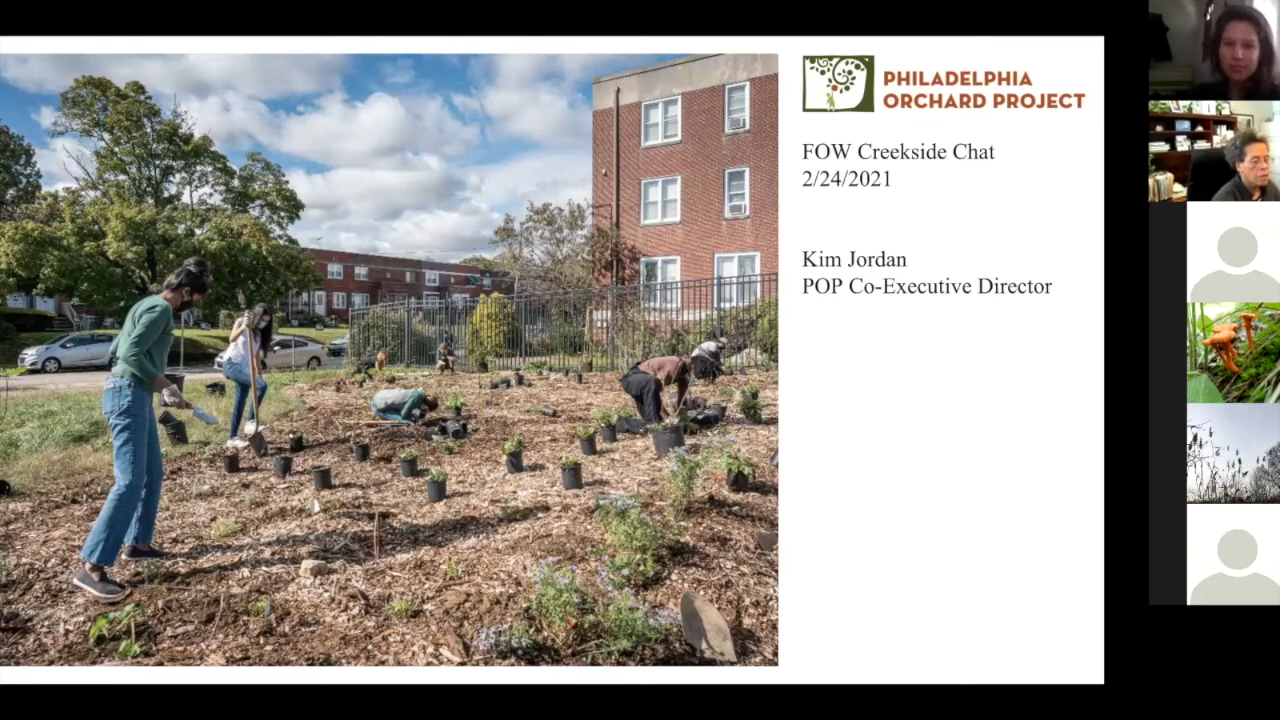 PHILADELPHIA
ORCHARD PROJECT
FOW Creekside Chat
2/24/2021
Kim Jordan
POP Co-Executive Director